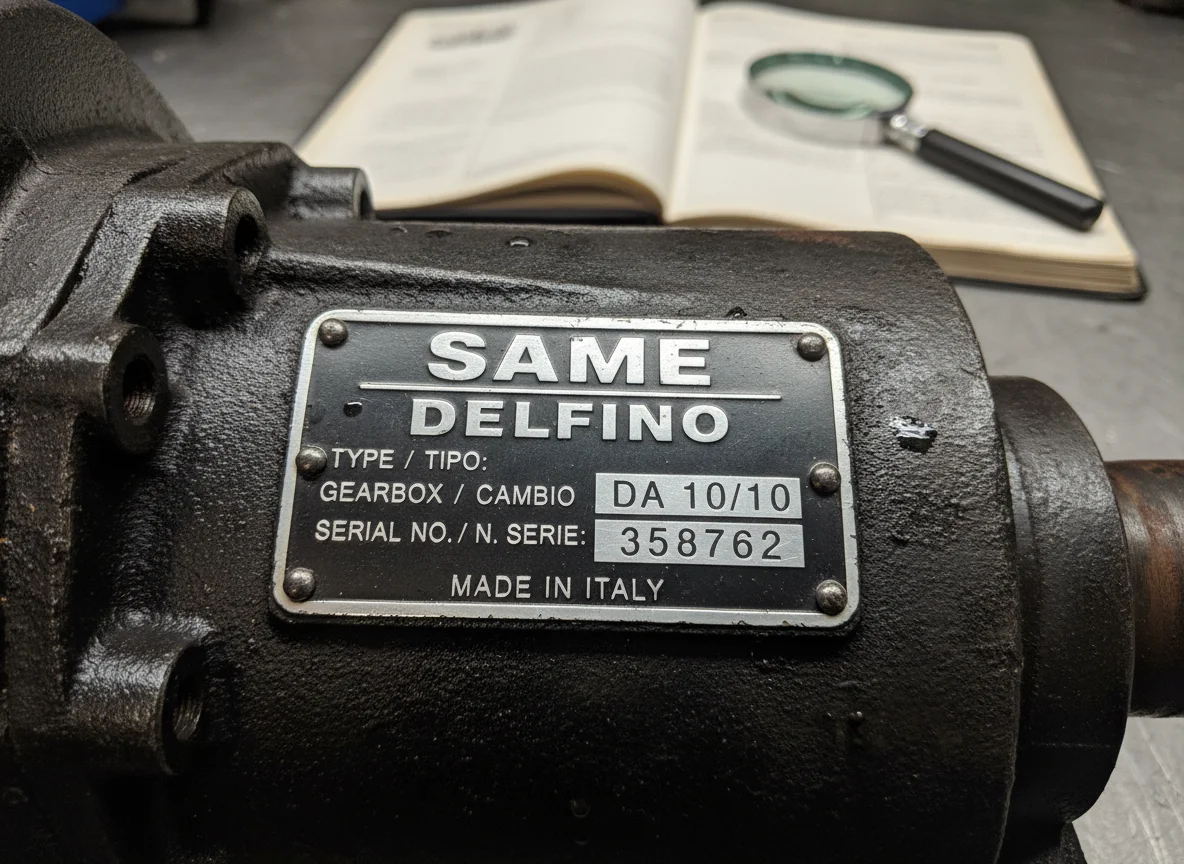 SAME
DELFINO
TYPE / TIPO:
GEARBOX / CAMBIO DA 10/10
SERIAL NO. / N. SERIE: 358762
MADE IN ITALY